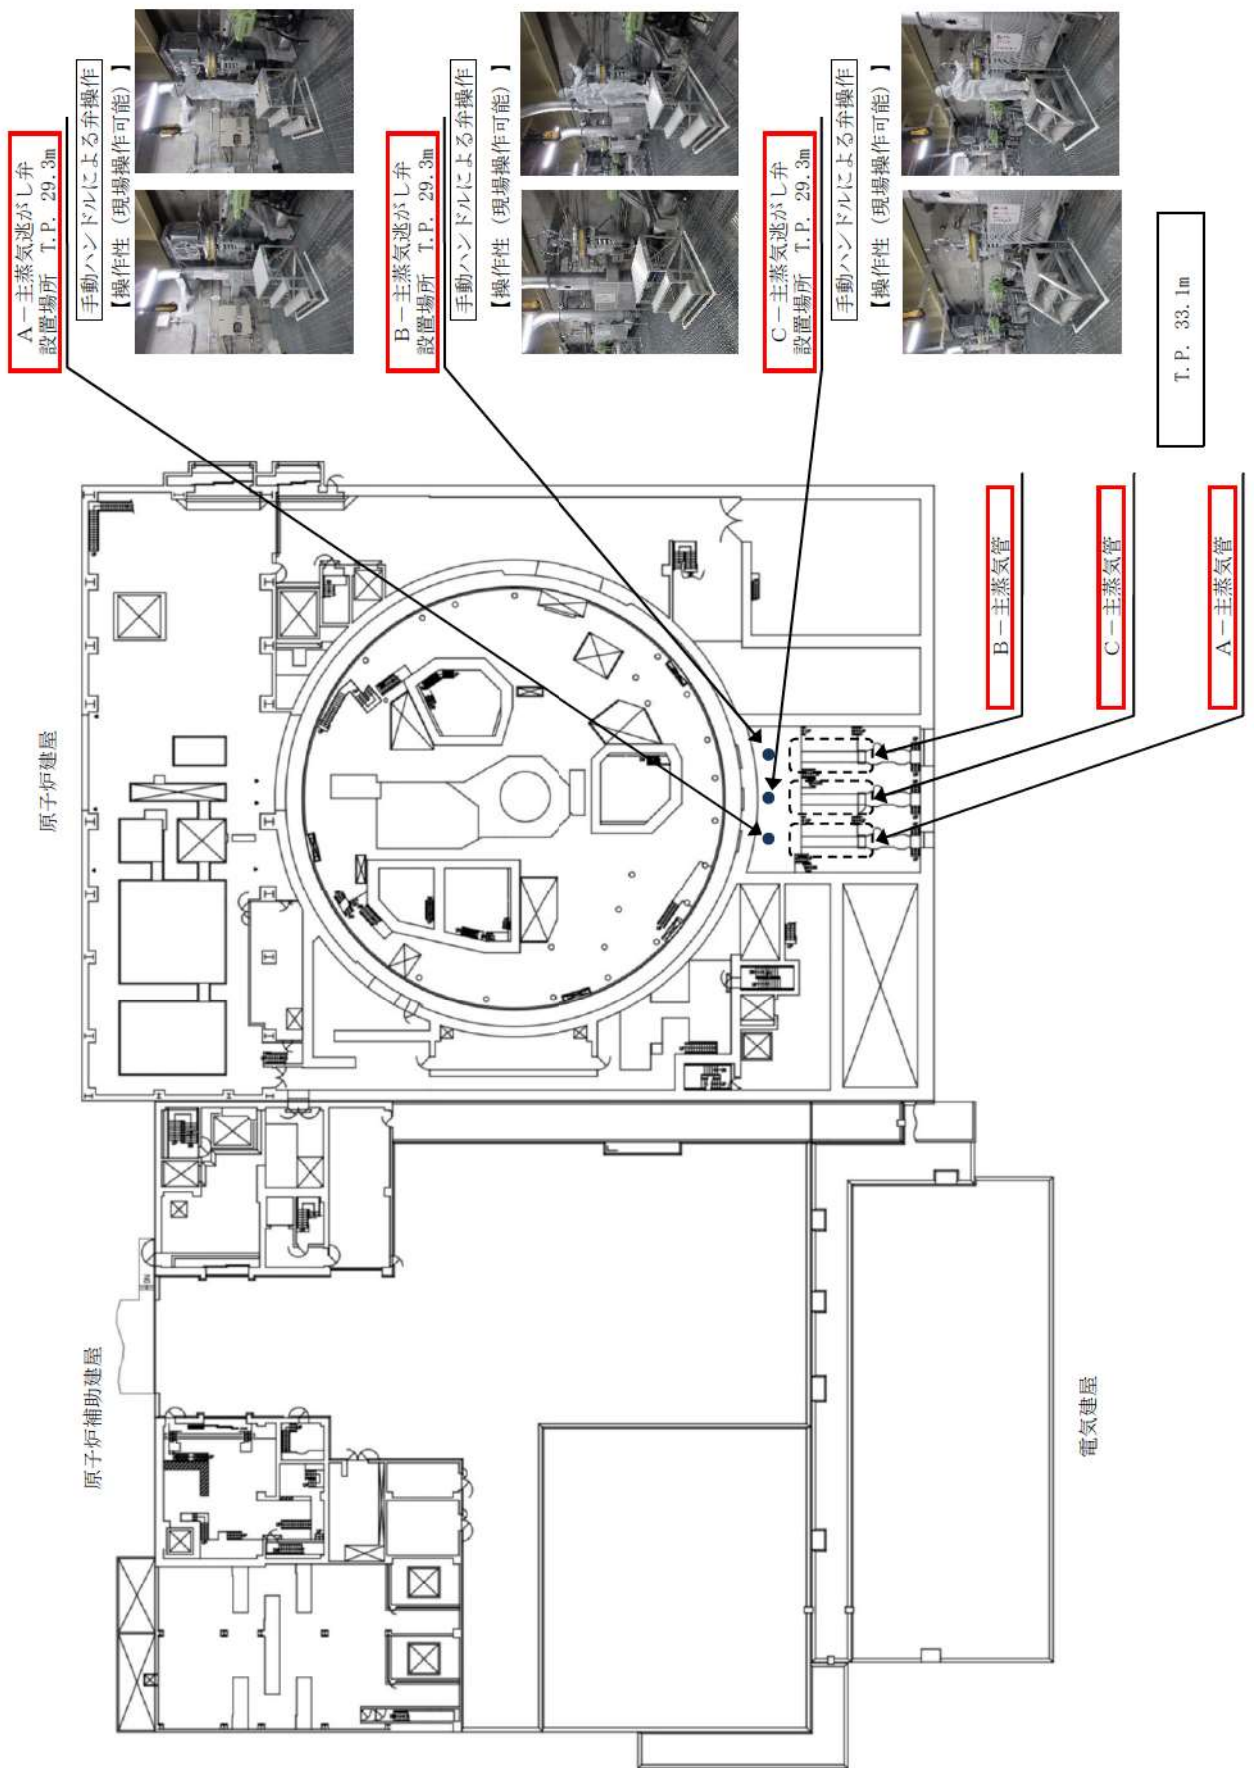 A－主蒸気逃がし弁
設置場所 T.P. 29.3m
手動ハンドルによる弁操作
【操作性（現場操作可能）】
B－主蒸気逃がし弁
設置場所 T.P. 29.3m
手動ハンドルによる弁操作
【操作性（現場操作可能）】
C－主蒸気逃がし弁
設置場所 T.P. 29.3m
手動ハンドルによる弁操作
【操作性（現場操作可能）】
T.P. 33.1m
原子炉建屋
B－主蒸気管
C－主蒸気管
A－主蒸気管
原子炉補助建屋
電気建屋